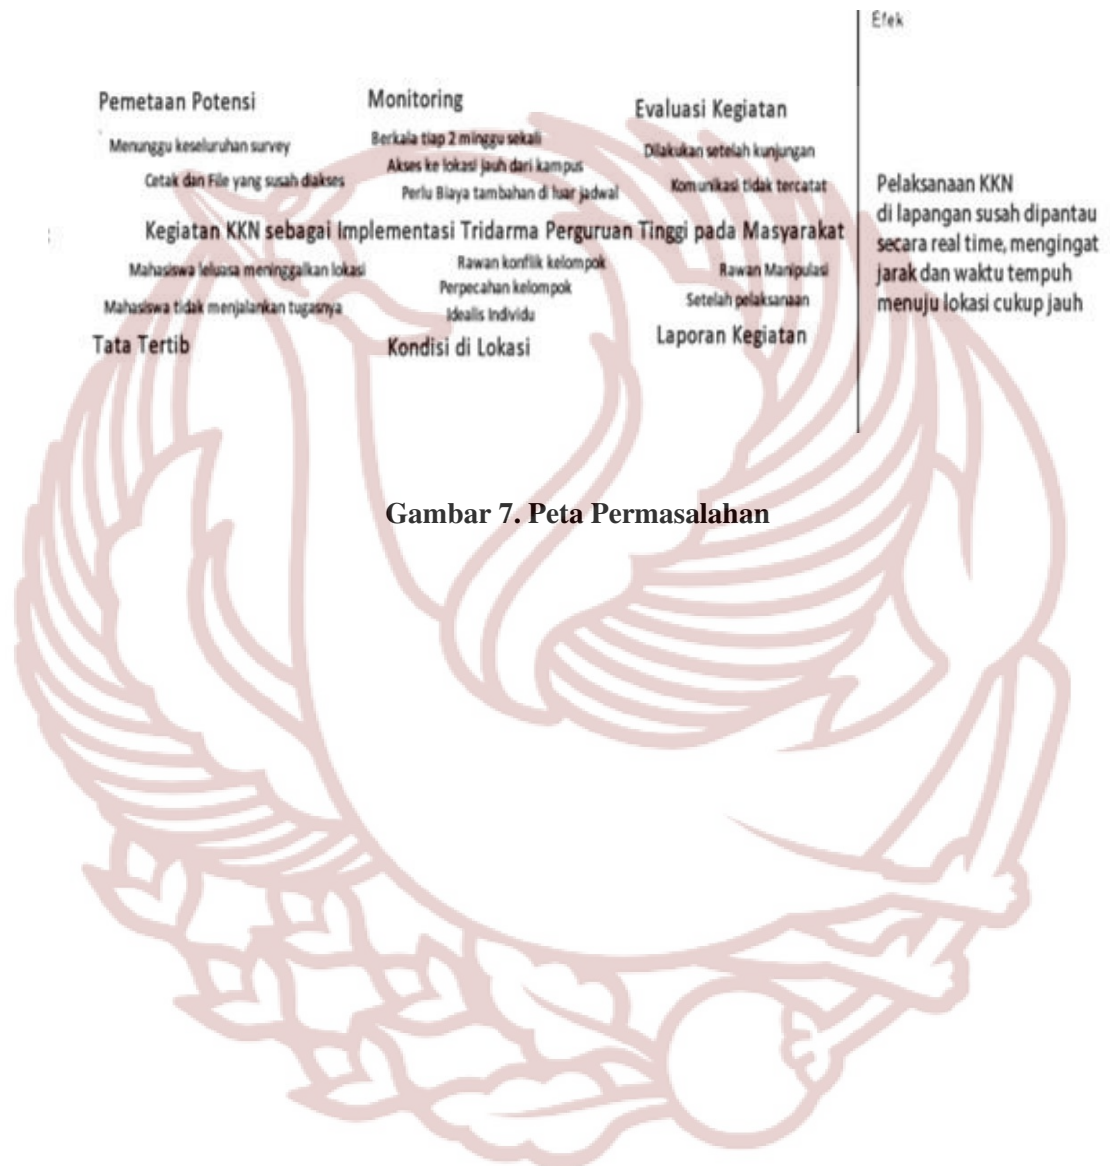 Efek
Pemetaan Potensi
Menunggu keseluruhan survey
Cetak dan File yang susah diakses
Monitoring
Berkala tiap 2 minggu sekali
Akses ke lokasi jauh dari kampus
Perlu Biaya tambahan di luar jadwal
Evaluasi Kegiatan
Dilakukan setelah kunjungan
Komunikasi tidak tercatat
Kegiatan KKN sebagai Implementasi Tridarma Perguruan Tinggi pada Masyarakat
Mahasiswa leluasa meninggalkan lokasi
Mahasiswa tidak menjalankan tugasnya
Tata Tertib
Rawan konflik kelompok
Perpecahan kelompok
Idealis Individu
Kondisi di Lokasi
Rawan Manipulasi
Setelah pelaksanaan
Laporan Kegiatan
Pelaksanaan KKN
di lapangan susah dipantau
secara real time, mengingat
jarak dan waktu tempuh
menuju lokasi cukup jauh
Gambar 7. Peta Permasalahan